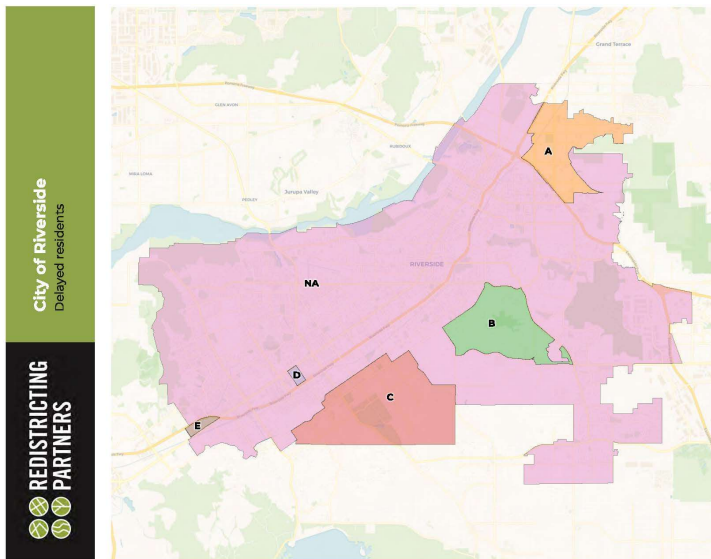 City of Riverside
Delayed residents
REDISTRICTING
PARTNERS
Grand Terrace
GLEN AVON
RUBIDOUX
MIRA LOMA
PEDLEY
Jurupa Valley
RIVERSIDE
A
NA
B
D
C
E